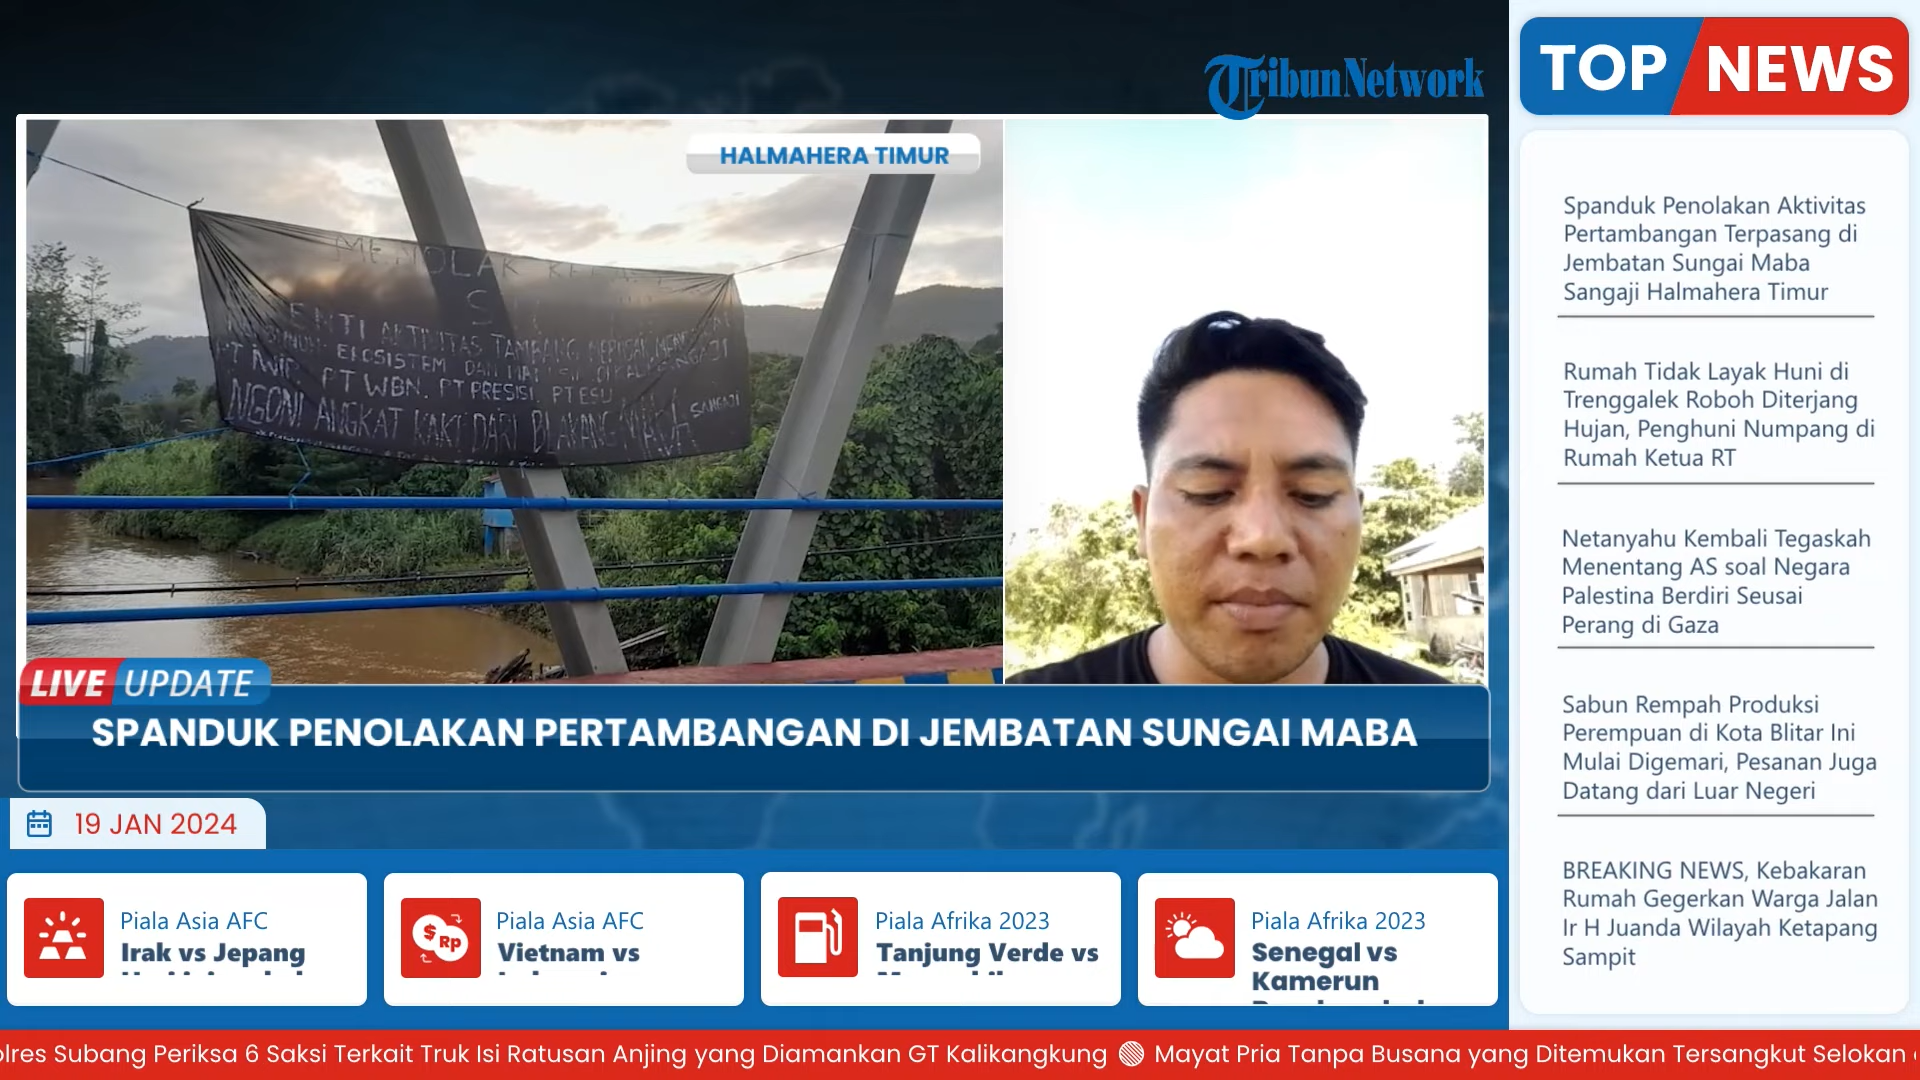 TribunNetwork
HALMAHERA TIMUR
MENOLAK
AKTIVITAS TAMBANG
EKOSISTEM DAN
PT WBN. PT PRESISI. PT ESU
NGONI ANGKAT KAKI DARI BLAKANG
SANGAJI
LIVE UPDATE
SPANDUK PENOLAKAN PERTAMBANGAN DI JEMBATAN SUNGAI MABA
19 JAN 2024
Piala Asia AFC
Irak vs Jepang
Piala Asia AFC
Vietnam vs
Piala Afrika 2023
Tanjung Verde vs
Piala Afrika 2023
Senegal vs
Kamerun
TOP NEWS
Spanduk Penolakan Aktivitas
Pertambangan Terpasang di
Jembatan Sungai Maba
Sangaji Halmahera Timur
Rumah Tidak Layak Huni di
Trenggalek Roboh Diterjang
Hujan, Penghuni Numpang di
Rumah Ketua RT
Netanyahu Kembali Tegaskah
Menentang AS soal Negara
Palestina Berdiri Seusai
Perang di Gaza
Sabun Rempah Produksi
Perempuan di Kota Blitar Ini
Mulai Digemari, Pesanan Juga
Datang dari Luar Negeri
BREAKING NEWS, Kebakaran
Rumah Gegerkan Warga Jalan
Ir H Juanda Wilayah Ketapang
Sampit
olres Subang Periksa 6 Saksi Terkait Truk Isi Ratusan Anjing yang Diamankan GT Kalikangkung Mayat Pria Tanpa Busana yang Ditemukan Tersangkut Selokan